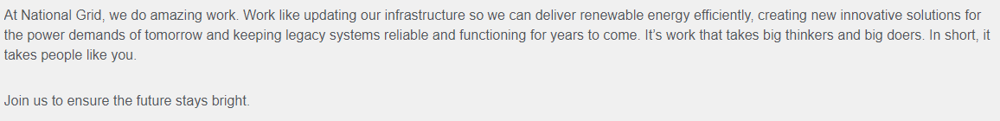 At National Grid, we do amazing work. Work like updating our infrastructure so we can deliver renewable energy efficiently, creating new innovative solutions for
the power demands of tomorrow and keeping legacy systems reliable and functioning for years to come. It’s work that takes big thinkers and big doers. In short, it
takes people like you.
Join us to ensure the future stays bright.